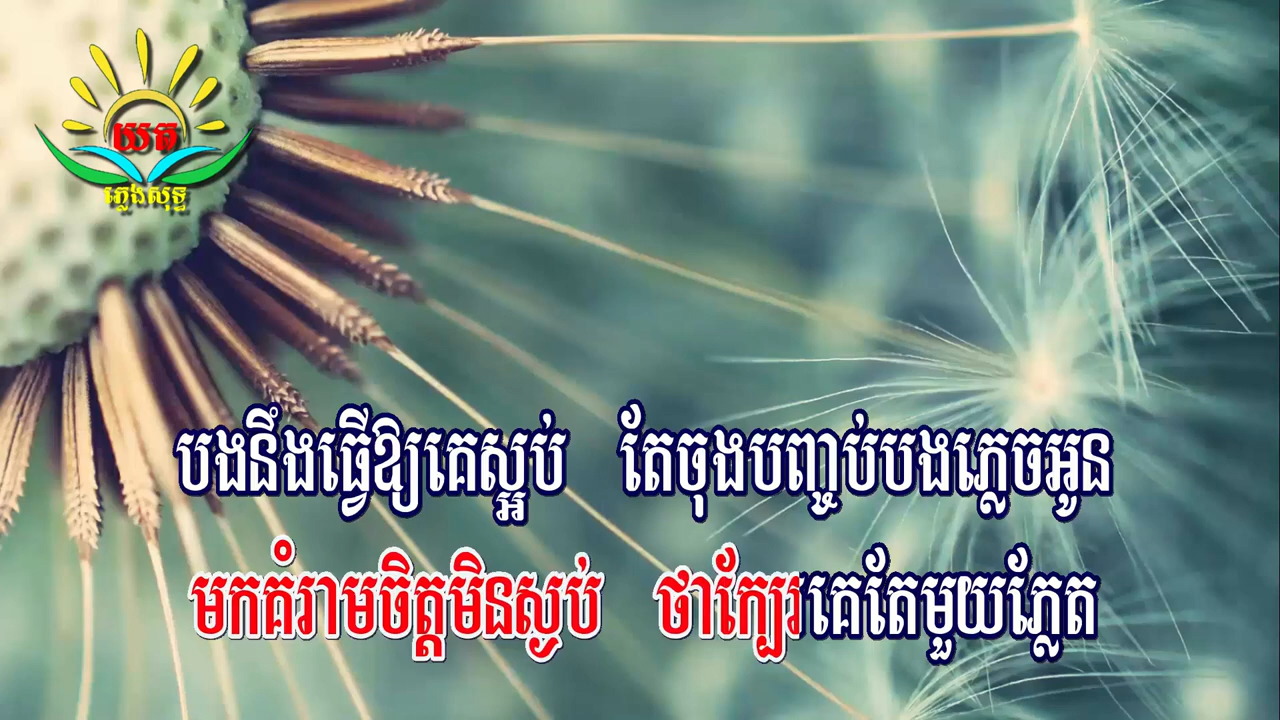 យត
ភ្លេងសុទ្ធ
បងនឹងធ្វើឱ្យគេស្អប់ តែចុងបញ្ចប់បងភ្លេចអូន
មកគំរាមចិត្តមិនស្ងប់ ថាក្បែរគេតែមួយភ្លែត